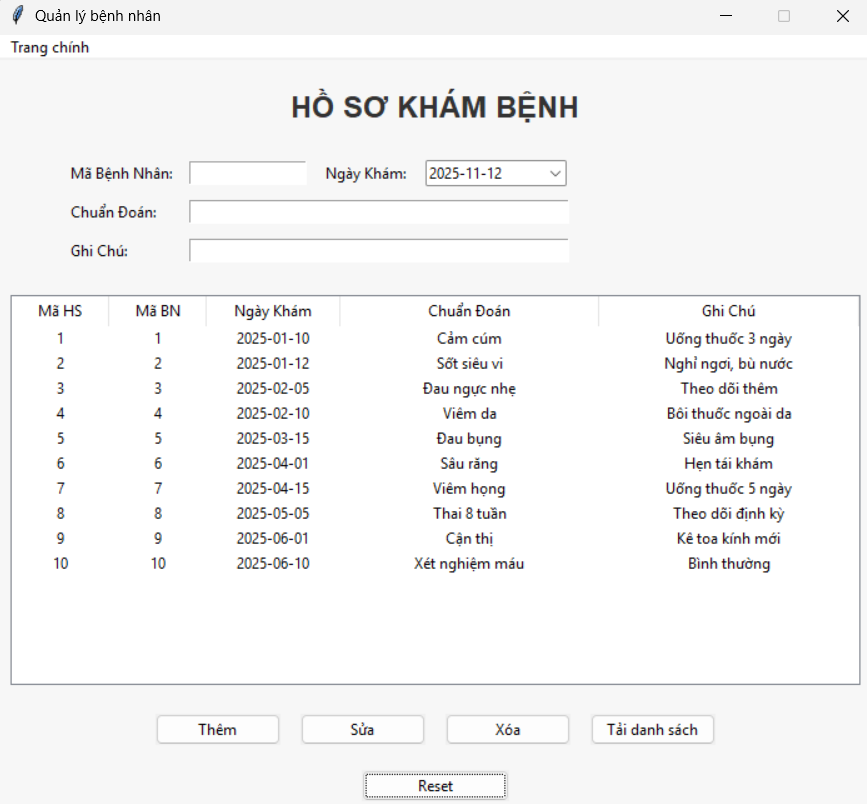 Quản lý bệnh nhân
Trang chính
HỒ SƠ KHÁM BỆNH
Mã Bệnh Nhân: Ngày Khám: 2025-11-12
Chuẩn Đoán:
Ghi Chú:
Mã HS Mã BN Ngày Khám Chuẩn Đoán Ghi Chú
1 1 2025-01-10 Cảm cúm Uống thuốc 3 ngày
2 2 2025-01-12 Sốt siêu vi Nghỉ ngơi, bù nước
3 3 2025-02-05 Đau ngực nhẹ Theo dõi thêm
4 4 2025-02-10 Viêm da Bôi thuốc ngoài da
5 5 2025-03-15 Đau bụng Siêu âm bụng
6 6 2025-04-01 Sâu răng Hẹn tái khám
7 7 2025-04-15 Viêm họng Uống thuốc 5 ngày
8 8 2025-05-05 Thai 8 tuần Theo dõi định kỳ
9 9 2025-06-01 Cận thị Kê toa kính mới
10 10 2025-06-10 Xét nghiệm máu Bình thường
Thêm Sửa Xóa Tải danh sách
Reset